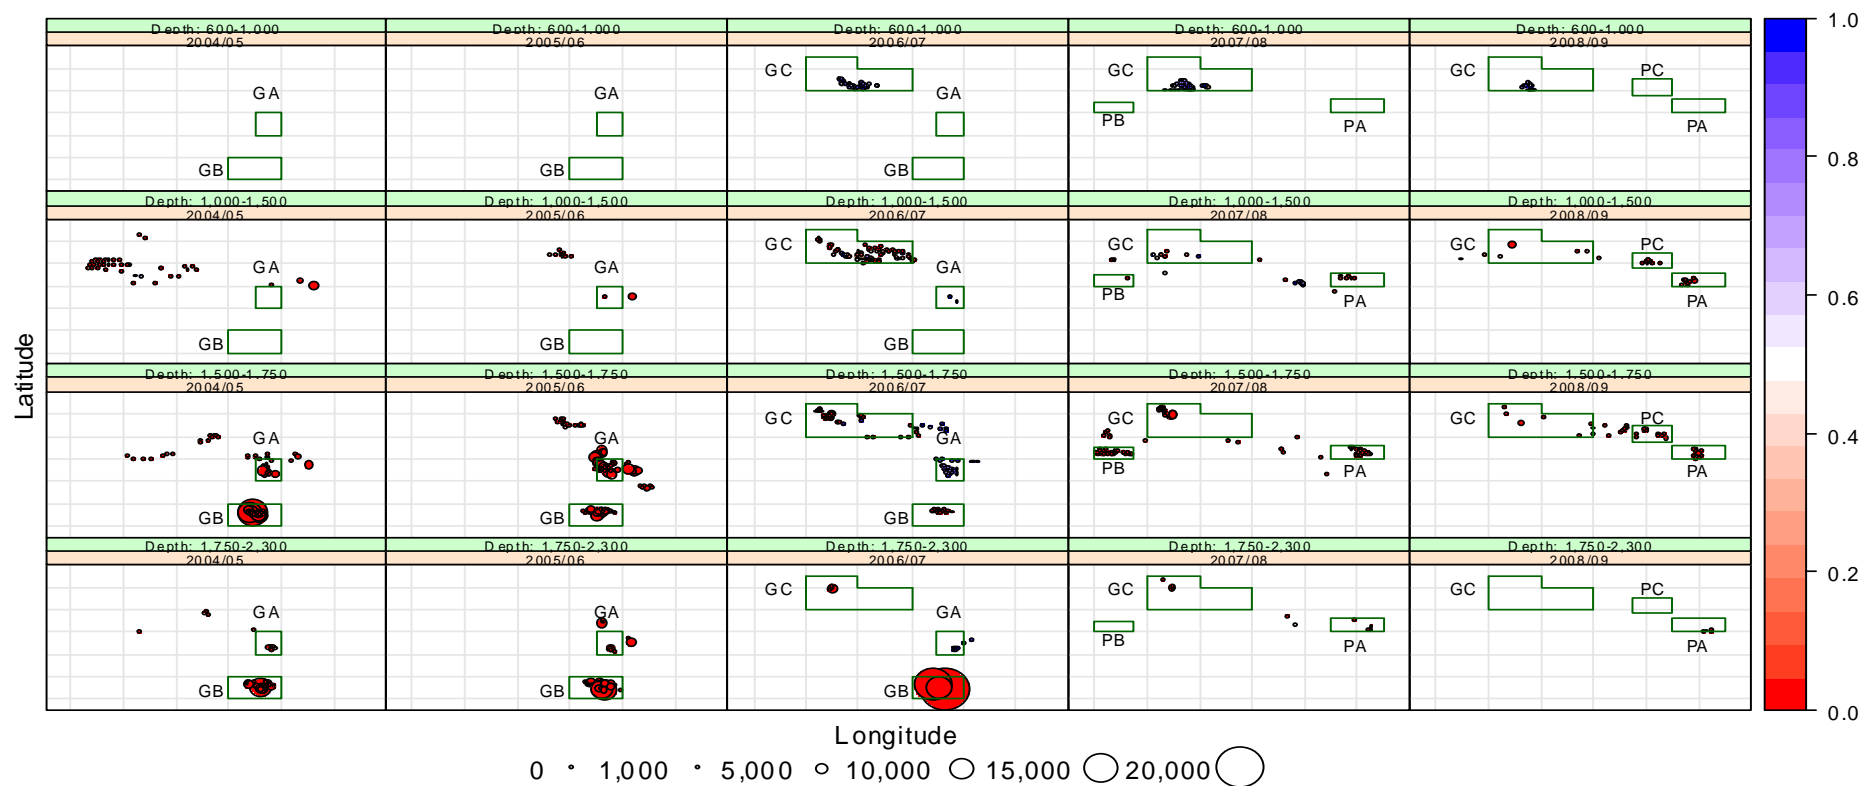 Depth: 600-1.000 Depth: 600-1.000 Depth: 600-1.000 Depth: 600-1.000 Depth: 600-1.000 1.0
2004/05 2005/06 2006/07 2007/08 2008/09
GC GC GC PC
GA GA GA
PB PA PA
GB GB GB 0.8
Depth: 1,000-1,500 Depth: 1,000-1,500 Depth: 1,000-1,500 Depth: 1,000-1,500 Depth: 1,000-1,500
2004/05 2005/06 2006/07 2007/08 2008/09
GC GC GC PC
GA GA GA
PB PA PA 0.6
GB GB GB
Latitude
Depth: 1.500-1.750 Depth: 1.500-1.750 Depth: 1.500-1.750 Depth: 1.500-1.750 Depth: 1.500-1.750
2004/05 2005/06 2006/07 2007/08 2008/09
GC GC GC PC
GA GA GA 0.4
PB PA PA
GB GB GB
Depth: 1,750-2,300 Depth: 1,750-2,300 Depth: 1,750-2,300 Depth: 1,750-2,300 Depth: 1,750-2,300
2004/05 2005/06 2006/07 2007/08 2008/09
0.2
GC GC GC PC
GA GA GA
PB PA PA
GB GB GB
0.0
Longitude
0 1,000 5,000 10,000 15,000 20,000